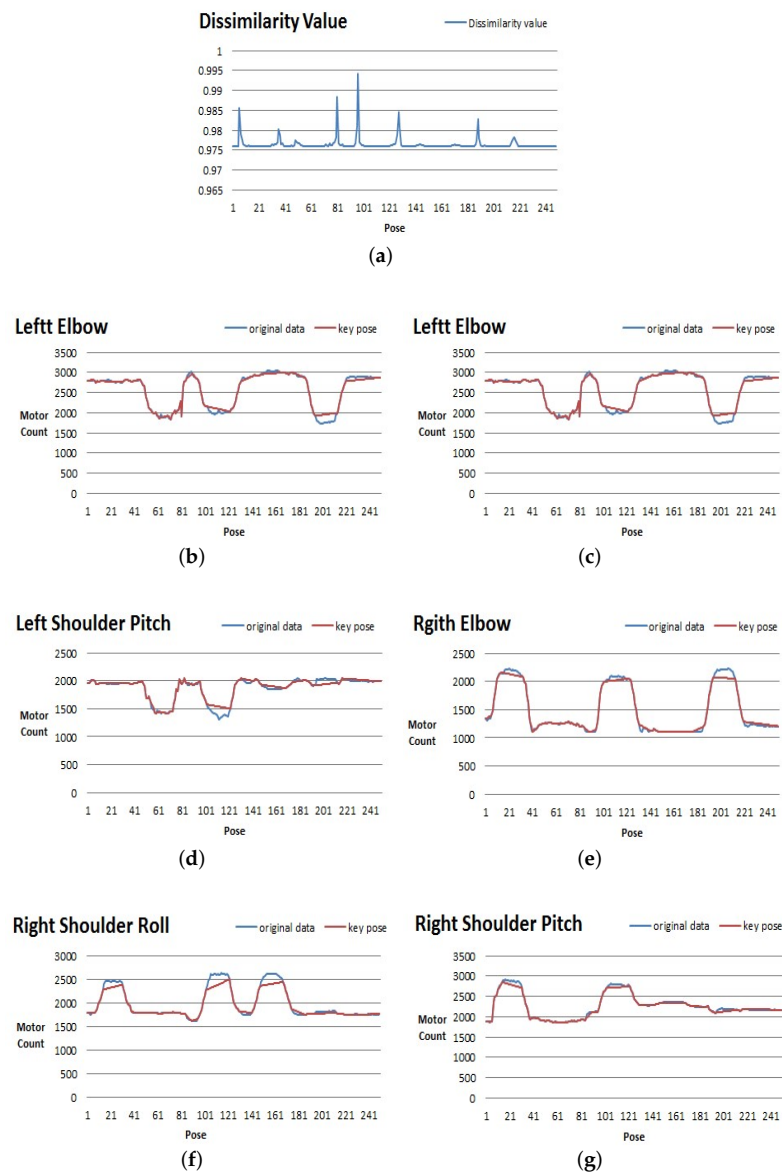 Dissimilarity Value
Dissimilarity value
1
0.995
0.99
0.985
0.98
0.975
0.97
0.965
1 21 41 61 81 101 121 141 161 181 201 221 241
Pose
(a)
Leftt Elbow
original data key pose
3500
3000
2500
2000
1500
1000
500
0
Motor
Count
1 21 41 61 81 101 121 141 161 181 201 221 241
Pose
(b)
Leftt Elbow
original data key pose
3500
3000
2500
2000
1500
1000
500
0
Motor
Count
1 21 41 61 81 101 121 141 161 181 201 221 241
Pose
(c)
Left Shoulder Pitch
original data key pose
2500
2000
1500
1000
500
0
Motor
Count
1 21 41 61 81 101 121 141 161 181 201 221 241
Pose
(d)
Rgith Elbow
original data key pose
2500
2000
1500
1000
500
0
Motor
Count
1 21 41 61 81 101 121 141 161 181 201 221 241
Pose
(e)
Right Shoulder Roll
original data key pose
3000
2500
2000
1500
1000
500
0
Motor
Count
1 21 41 61 81 101 121 141 161 181 201 221 241
Pose
(f)
Right Shoulder Pitch
original data key pose
3500
3000
2500
2000
1500
1000
500
0
Motor
Count
1 21 41 61 81 101 121 141 161 181 201 221 241
Pose
(g)